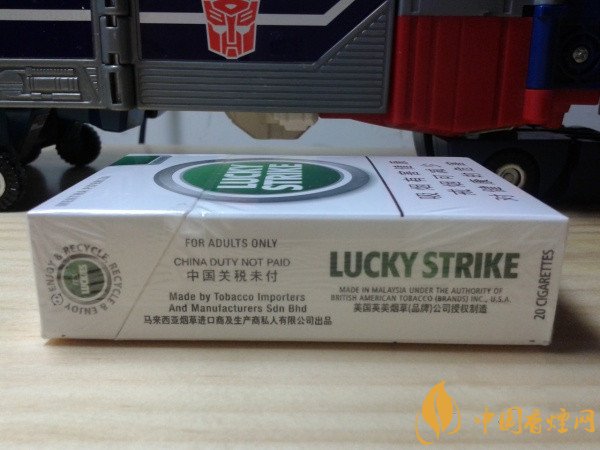 LUCKY
STRIKE
ENJOY & RECYCLE
RECYCLE & ENJOY
FOR ADULTS ONLY
CHINA DUTY NOT PAID
中国关税未付
Made by Tobacco Importers
And Manufacturers Sdn Bhd
马来西亚烟草进口商及生产商私人有限公司出品
LUCKY STRIKE
MADE IN MALAYSIA UNDER THE AUTHORITY OF
BRITISH AMERICAN TOBACCO (BRANDS) INC., U.S.A.
美国英美烟草(品牌)公司授权制造
20 CIGARETTES
中国香烟网